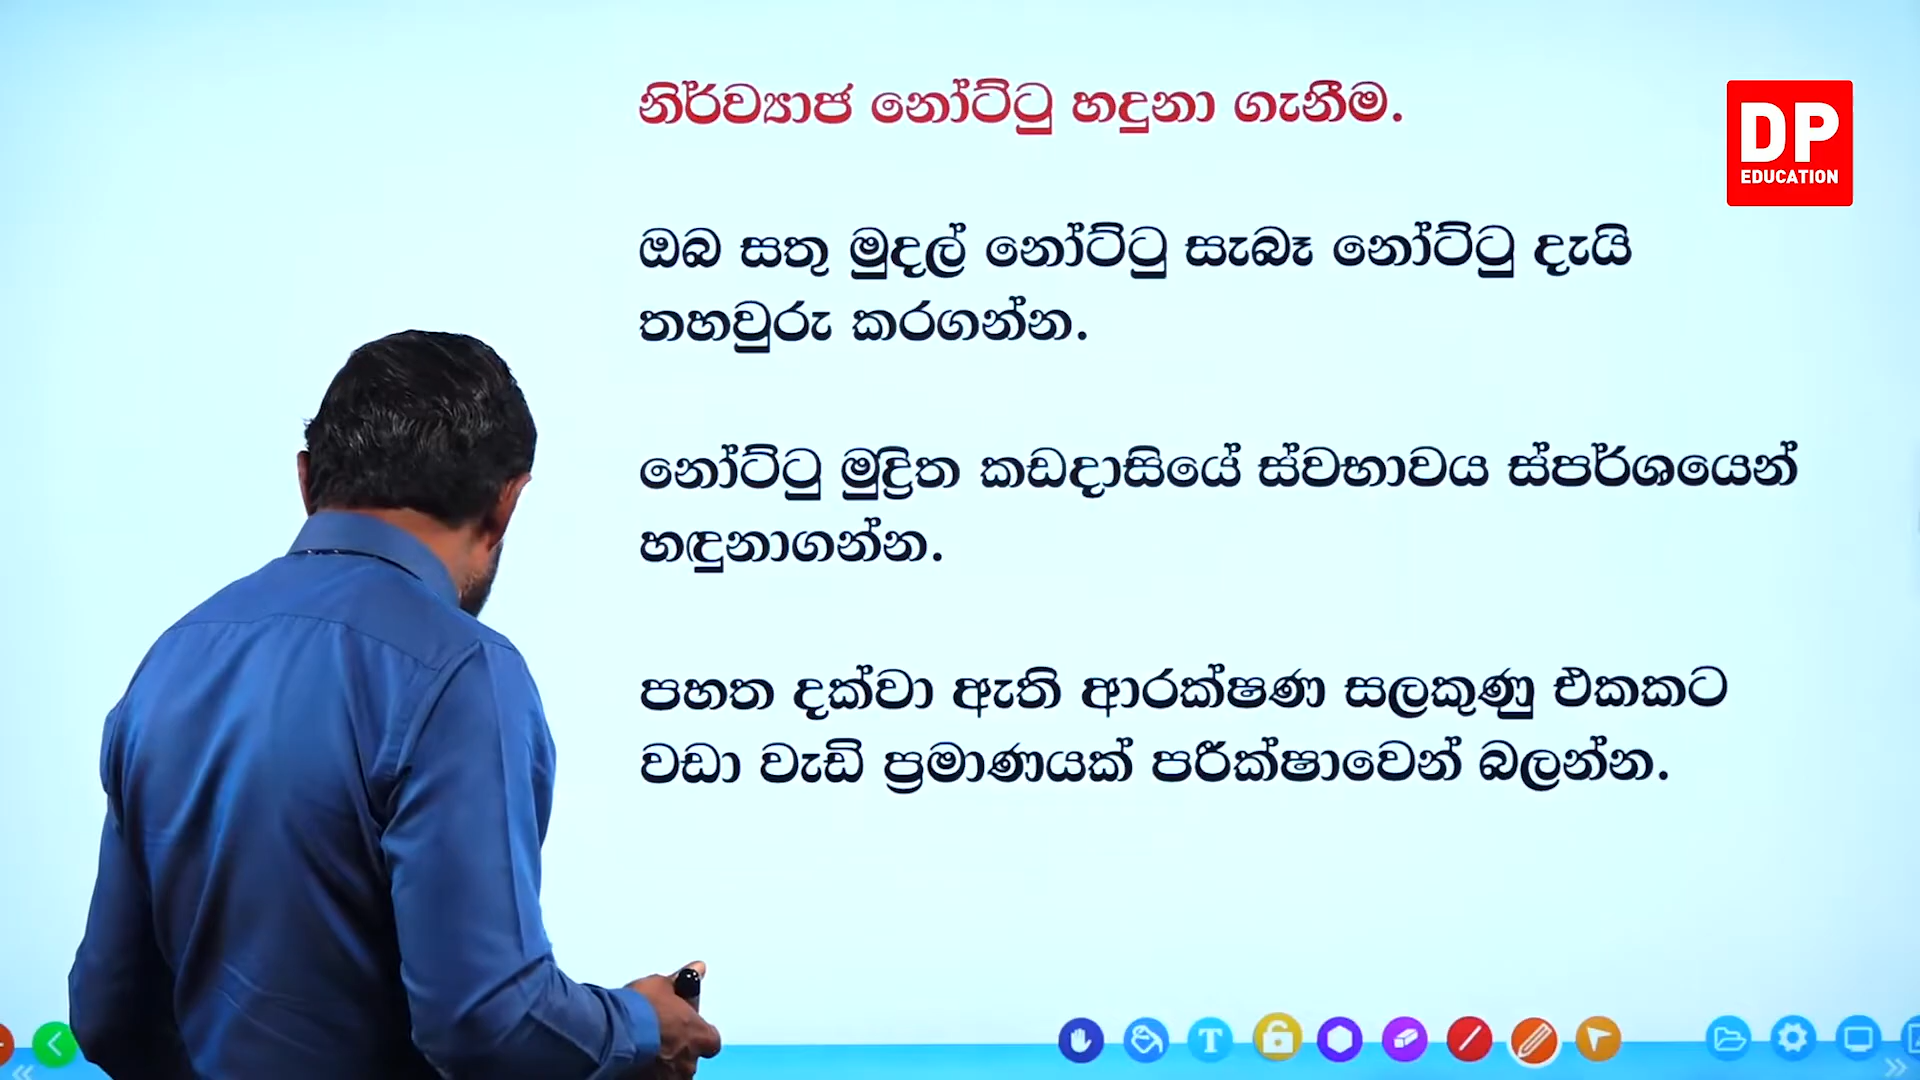 නිර්ව්‍යාජ නෝට්ටු හදුනා ගැනීම.
DP
EDUCATION
ඔබ සතු මුදල් නෝට්ටු සැබෑ නෝට්ටු දැයි
තහවුරු කරගන්න.
නෝට්ටු මුද්‍රිත කඩදාසියේ ස්වභාවය ස්පර්ශයෙන්
හඳුනාගන්න.
පහත දක්වා ඇති ආරක්ෂණ සලකුණු එකකට
වඩා වැඩි ප්‍රමාණයක් පරීක්ෂාවෙන් බලන්න.
T